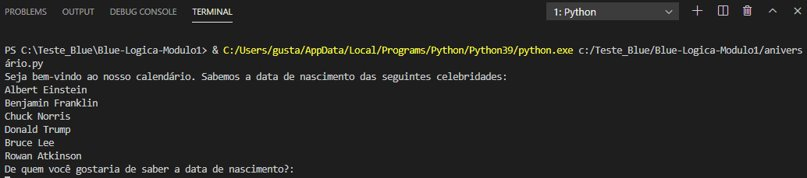 PROBLEMS OUTPUT DEBUG CONSOLE TERMINAL 1: Python
PS C:\Teste_Blue\Blue-Logica-Modulo1> & C:/Users/gusta/AppData/Local/Programs/Python/Python39/python.exe c:/Teste_Blue/Blue-Logica-Modulo1/anivers
ário.py
Seja bem-vindo ao nosso calendário. Sabemos a data de nascimento das seguintes celebridades:
Albert Einstein
Benjamin Franklin
Chuck Norris
Donald Trump
Bruce Lee
Rowan Atkinson
De quem você gostaria de saber a data de nascimento?: